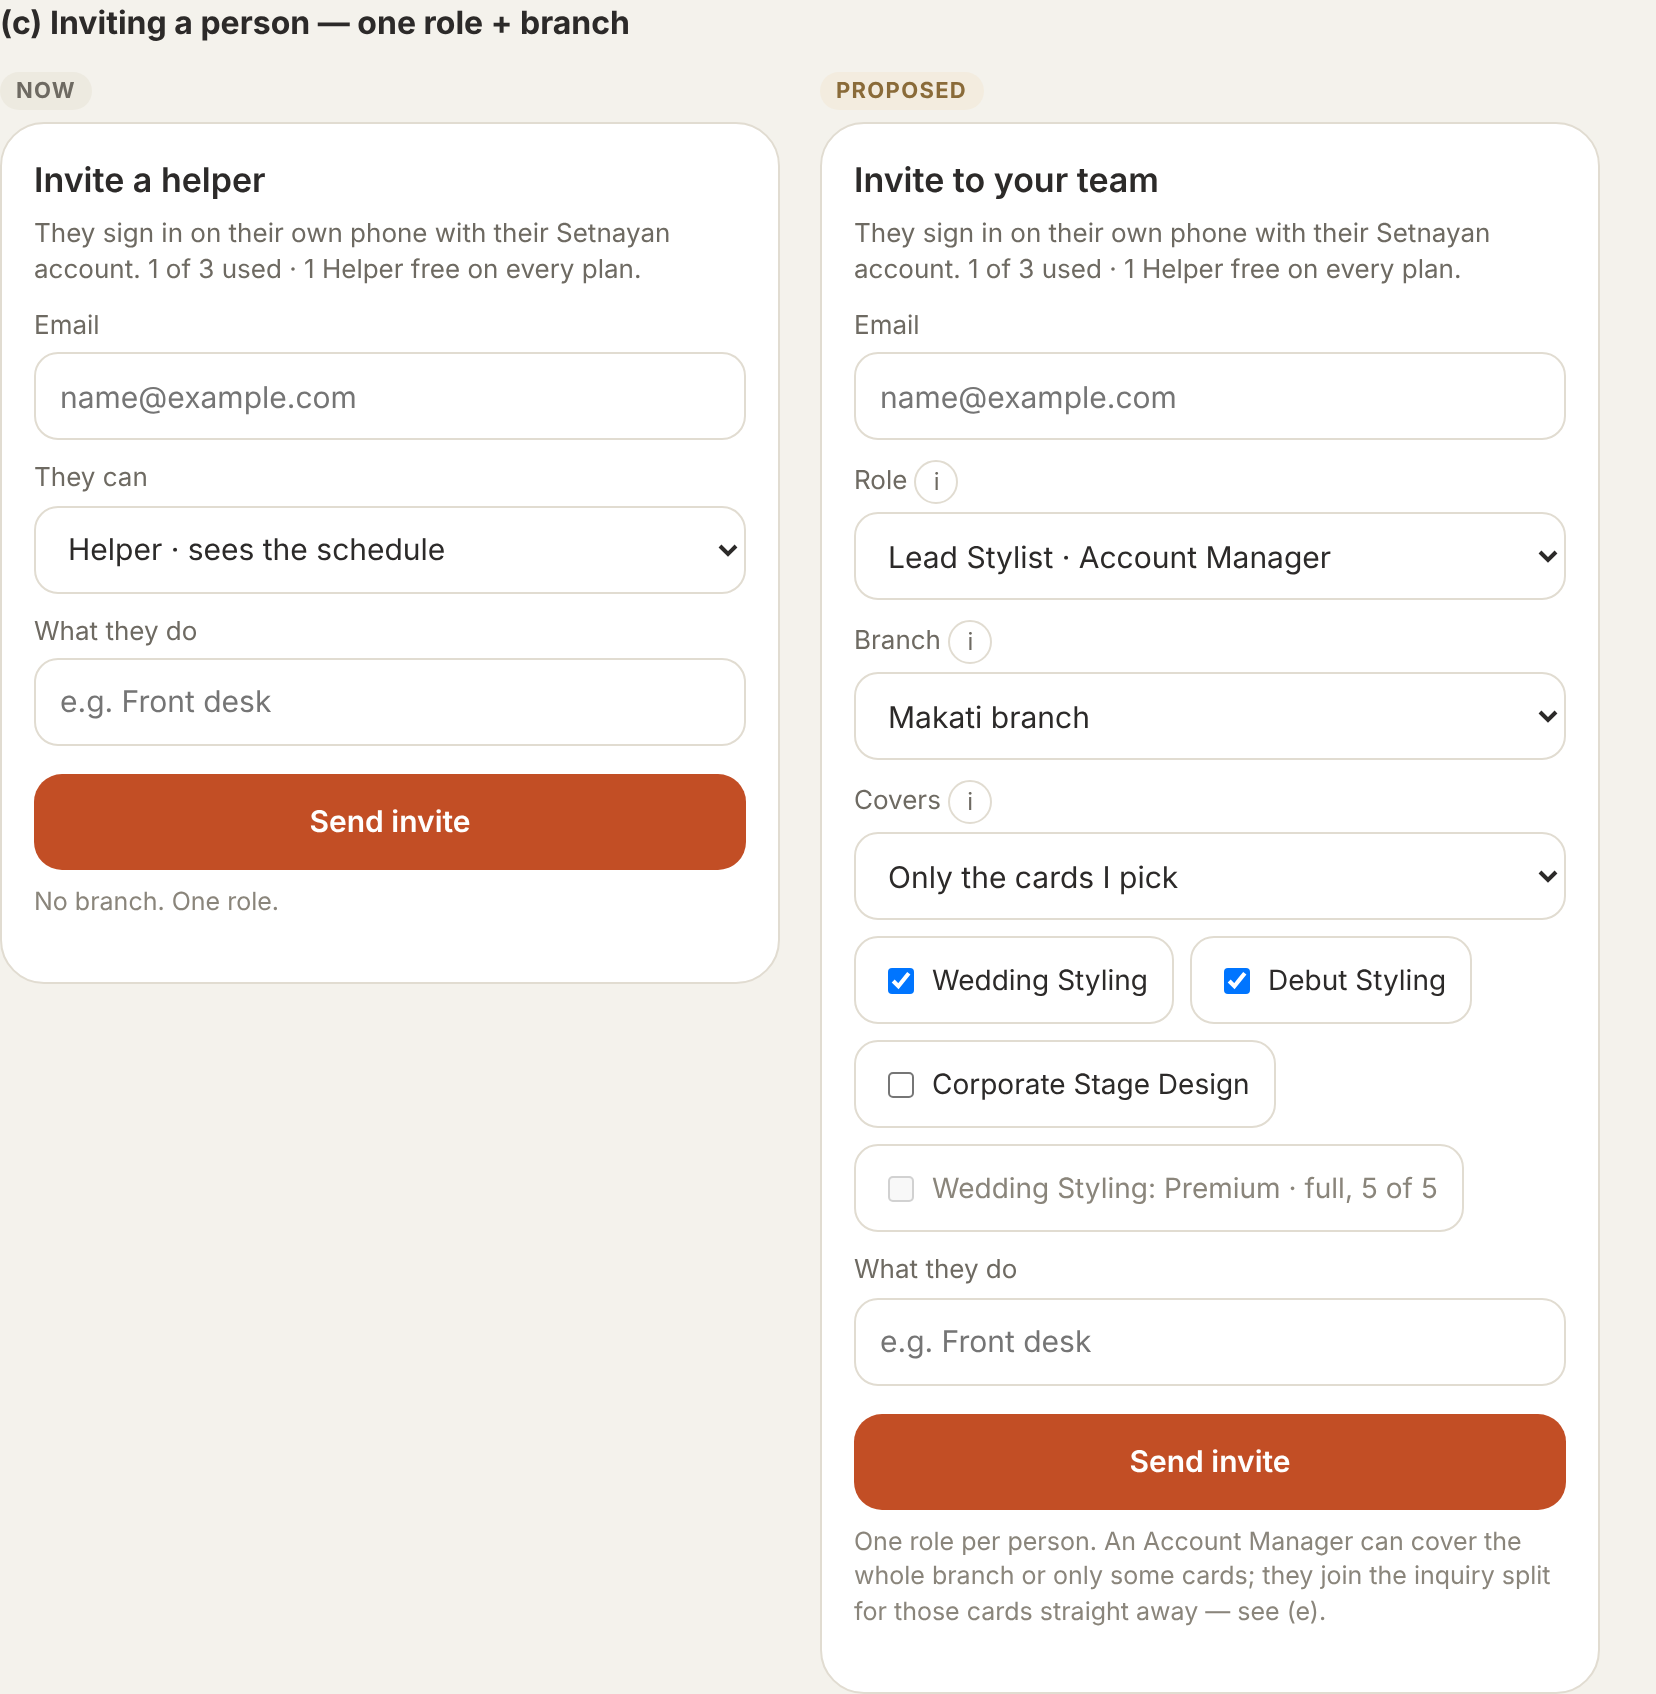 (c) Inviting a person — one role + branch
NOW
Invite a helper
They sign in on their own phone with their Setnayan
account. 1 of 3 used · 1 Helper free on every plan.
Email
name@example.com
They can
Helper · sees the schedule
What they do
e.g. Front desk
Send invite
No branch. One role.
PROPOSED
Invite to your team
They sign in on their own phone with their Setnayan
account. 1 of 3 used · 1 Helper free on every plan.
Email
name@example.com
Role i
Lead Stylist · Account Manager
Branch i
Makati branch
Covers i
Only the cards I pick
Wedding Styling
Debut Styling
Corporate Stage Design
Wedding Styling: Premium · full, 5 of 5
What they do
e.g. Front desk
Send invite
One role per person. An Account Manager can cover the
whole branch or only some cards; they join the inquiry split
for those cards straight away — see (e).